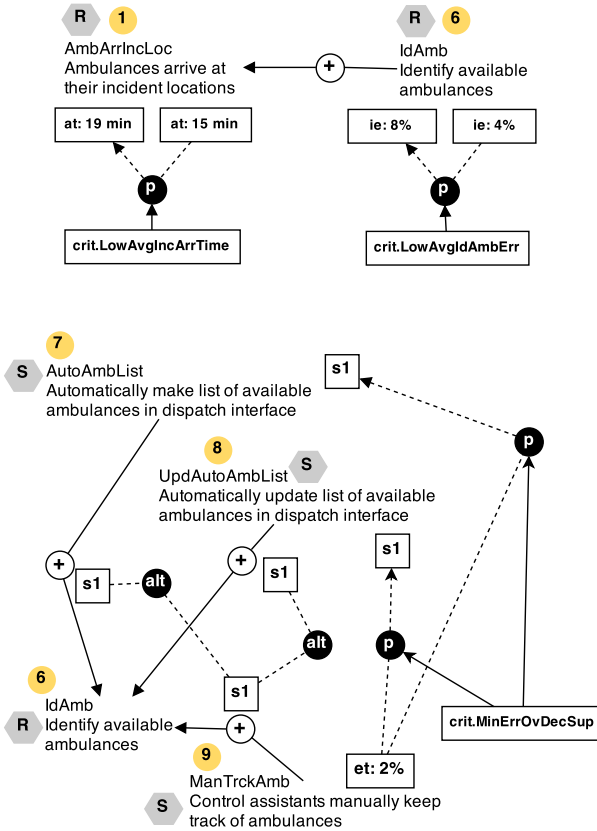 R 1
AmbArrIncLoc
Ambulances arrive at
their incident locations
at: 19 min
at: 15 min
p
crit.LowAvgIncArrTime
+
R 6
IdAmb
Identify available
ambulances
ie: 8%
ie: 4%
p
crit.LowAvgIdAmbErr
7
S
AutoAmbList
Automatically make list of available
ambulances in dispatch interface
8
UpdAutoAmbList
S
Automatically update list of available
ambulances in dispatch interface
s1
p
+
s1
alt
+
s1
s1
alt
p
s1
6
R
IdAmb
Identify available
ambulances
+
crit.MinErrOvDecSup
9
ManTrckAmb
S
Control assistants manually keep
track of ambulances
et: 2%